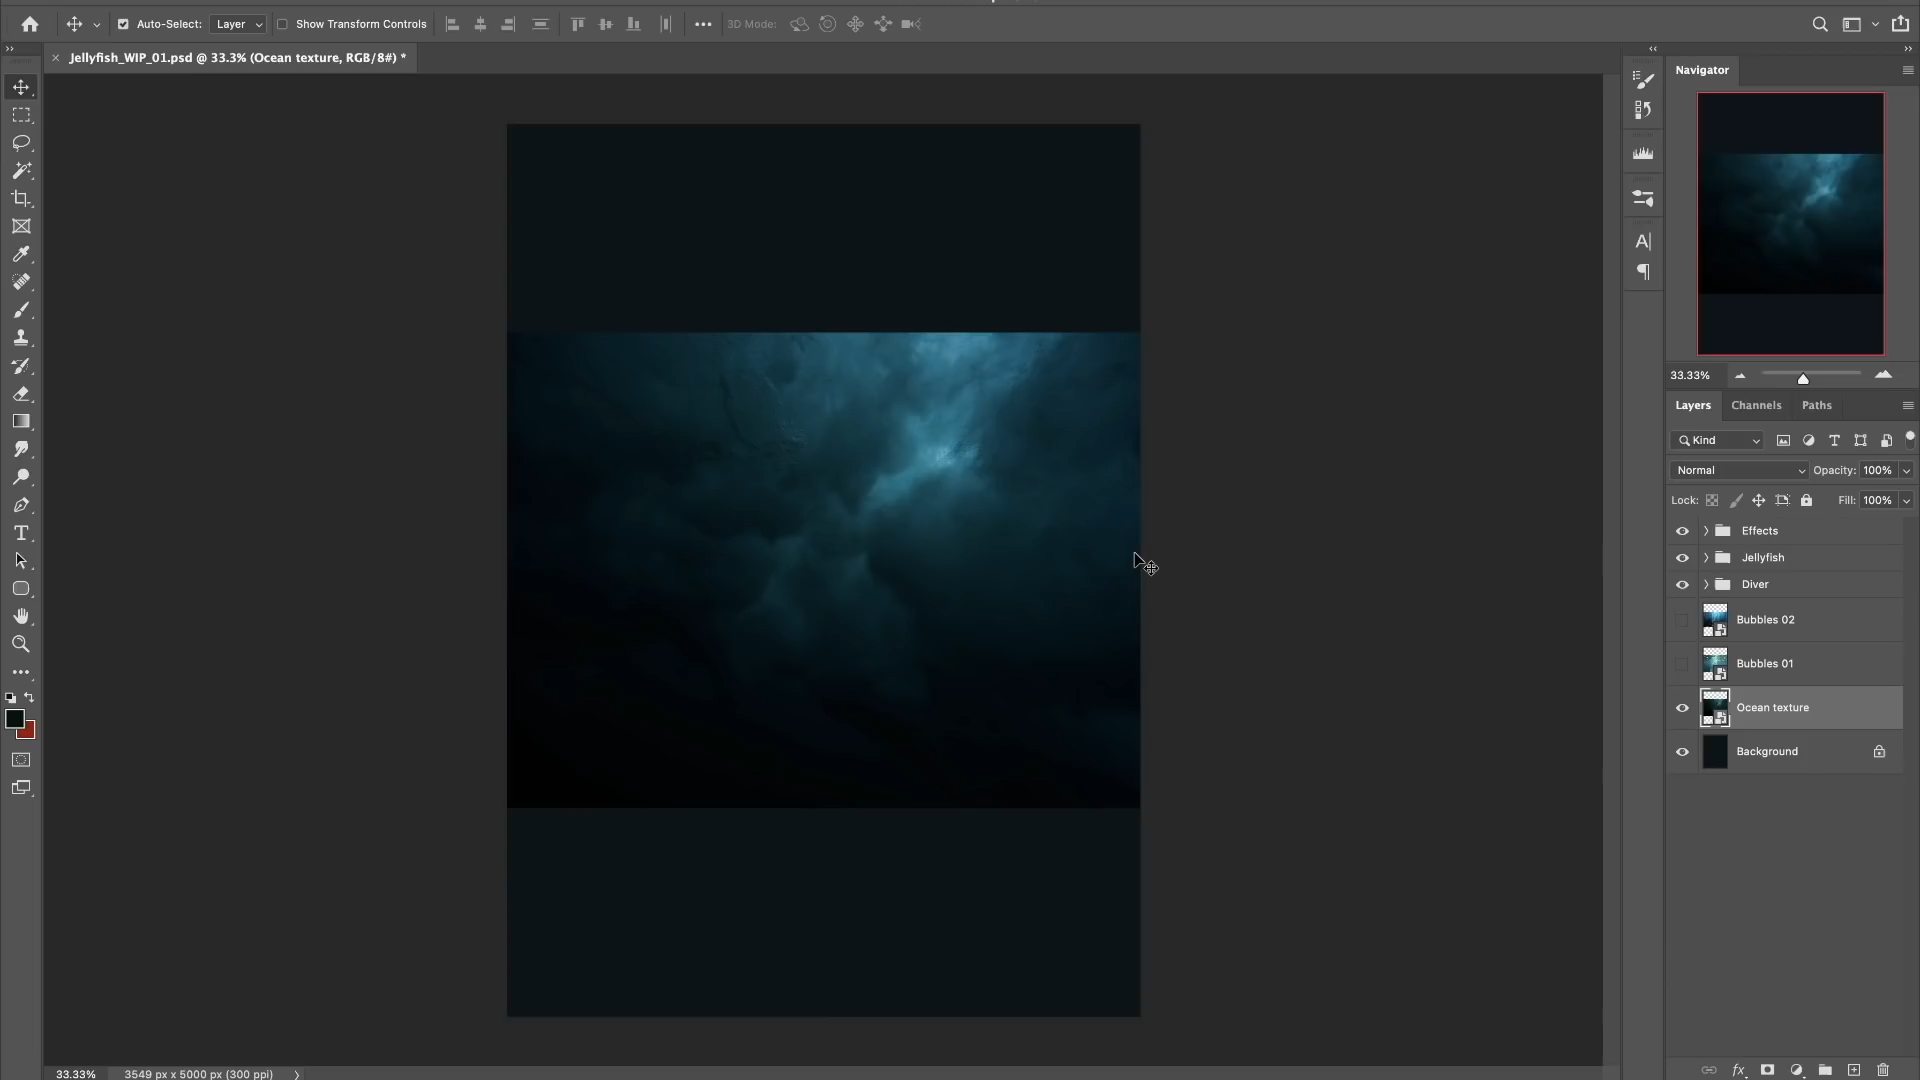 Auto-Select: Layer Show Transform Controls 3D Mode:
Jellyfish_WIP_01.psd @ 33.3% (Ocean texture, RGB/8#) *
Navigator
33.33%
Layers Channels Paths
Kind
Normal Opacity: 100%
Lock: Fill: 100%
Effects
Jellyfish
Diver
Bubbles 02
Bubbles 01
Ocean texture
Background
33.33% 3549 px x 5000 px (300 ppi)